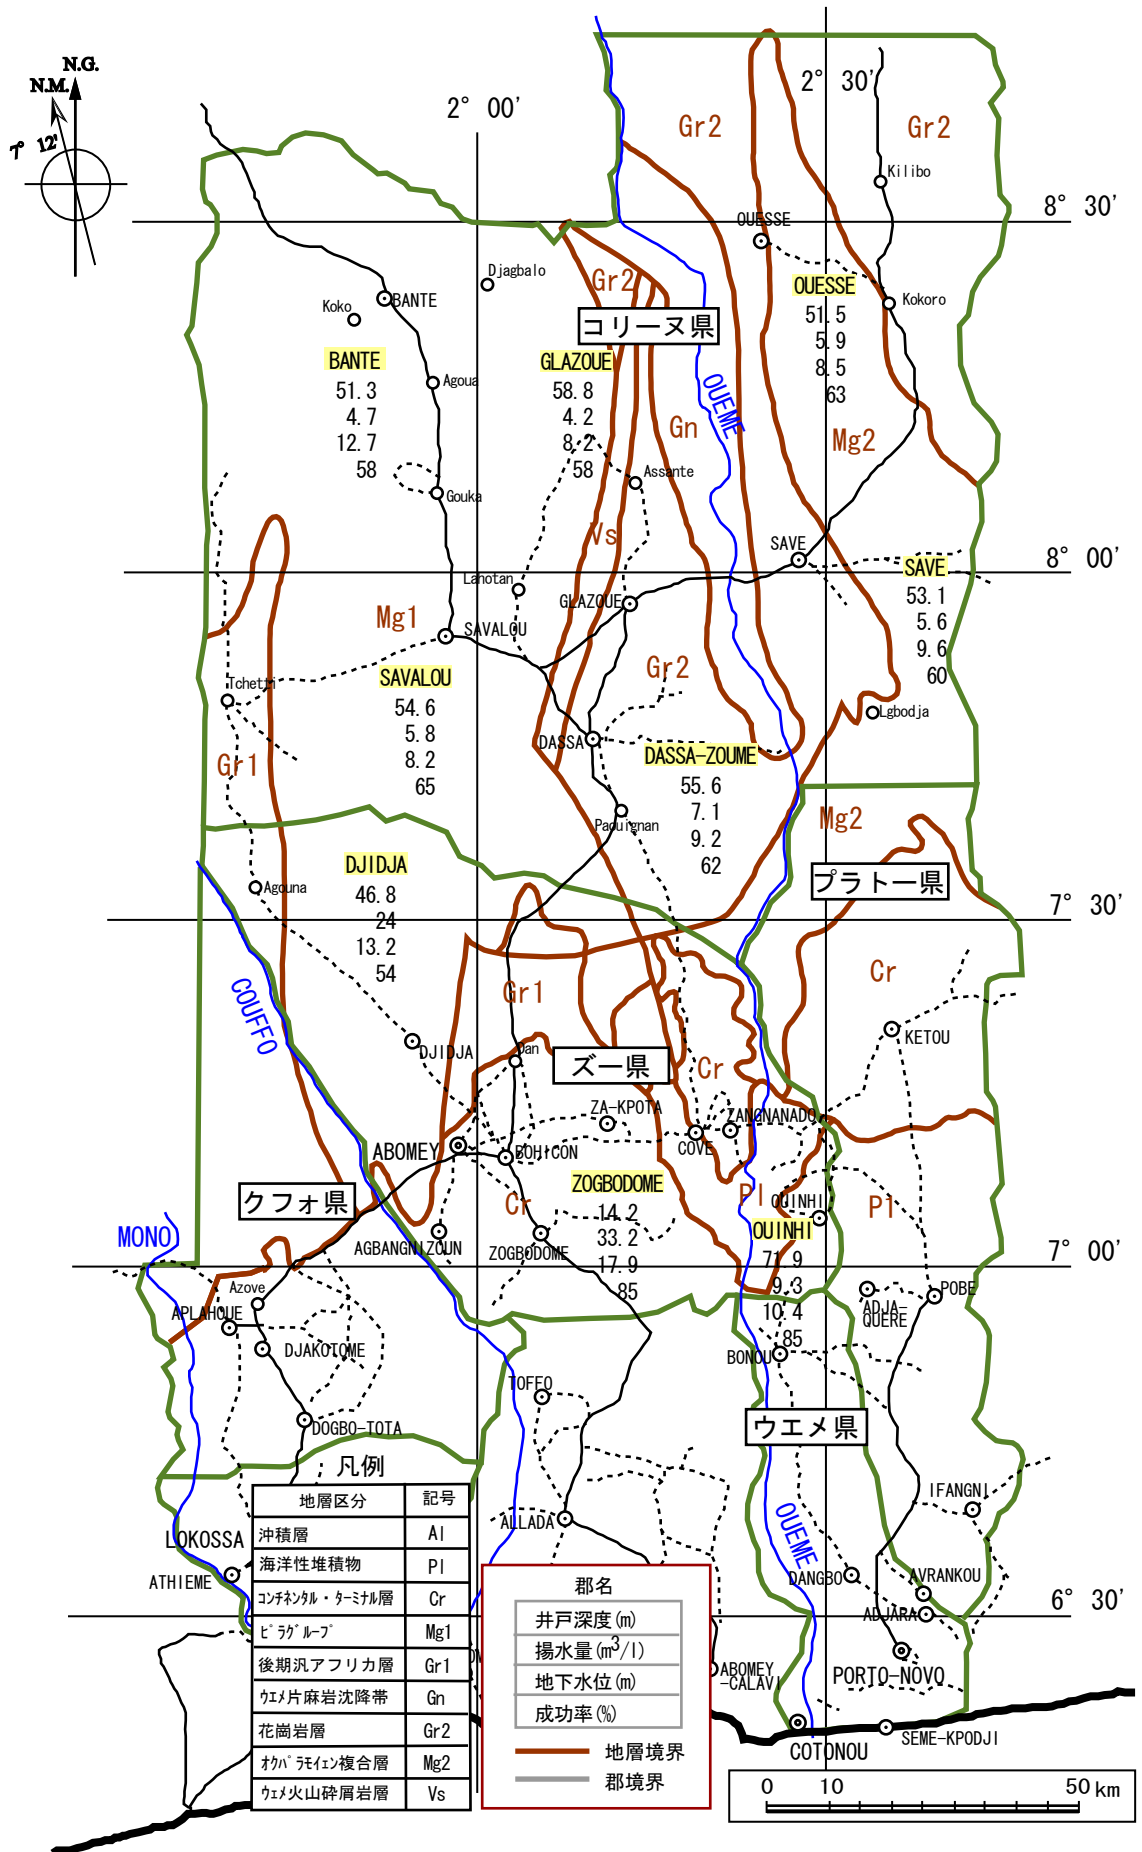 N.G.
N.M.
7° 12'
2° 00'
2° 30'
Gr2
Gr2
Kilibo
8° 30'
OUESSE
Djagbalo
Gr2
OUESSE
51.5
5.9
8.5
63
Kokoro
BANTE
Koko
コリーヌ県
BANTE
51.3
4.7
12.7
58
Agoua
GLAZOUE
58.8
4.2
8.2
58
OUEME
Gn
Mg2
Assante
Gouka
Vs
SAVE
8° 00'
SAVE
53.1
5.6
9.6
60
Lahotan
GLAZOUE
Mg1
SAVALOU
Gr2
SAVALOU
54.6
5.8
8.2
65
Tchetti
Lgbodja
DASSA
DASSA-ZOUME
55.6
7.1
9.2
62
Gr1
Paouignan
Mg2
DJIDJA
46.8
24
13.2
54
プラトー県
Agouna
7° 30'
Cr
COUFFO
Gr1
DJIDJA
Dan
ズー県
Cr
KETOU
ZA-KPOTA
ZANGNANADO
COVE
ABOMEY
BOHICON
クフォ県
Cr
ZOGBODOME
14.2
33.2
17.9
85
Pl
OUINHI
Pl
OUINHI
71.9
9.3
10.4
85
MONO
AGBANGNIZOUN
ZOGBODOME
7° 00'
Azove
APLAHOUE
ADJA-
QUERE
POBE
DJAKOTOME
BONOU
TOFFO
DOGBO-TOTA
ウエメ県
凡例
地層区分 記号
沖積層 Al
海洋性堆積物 Pl
コンチネンタル・ターミナル層 Cr
ビラグループ Mg1
後期汎アフリカ層 Gr1
ウエメ片麻岩沈降帯 Gn
花崗岩層 Gr2
オクパラモイエン複合層 Mg2
ウェメ火山砕屑岩層 Vs
LOKOSSA
ATHIEME
ALLADA
IFANGNI
OUEME
DANGBO
AVRANKOU
ADJARA
6° 30'
郡名
井戸深度(m)
揚水量(m³/l)
地下水位(m)
成功率(%)
地層境界
郡境界
ABOMEY
-CALAVI
PORTO-NOVO
SEME-KPODJI
COTONOU
0 10 50 km